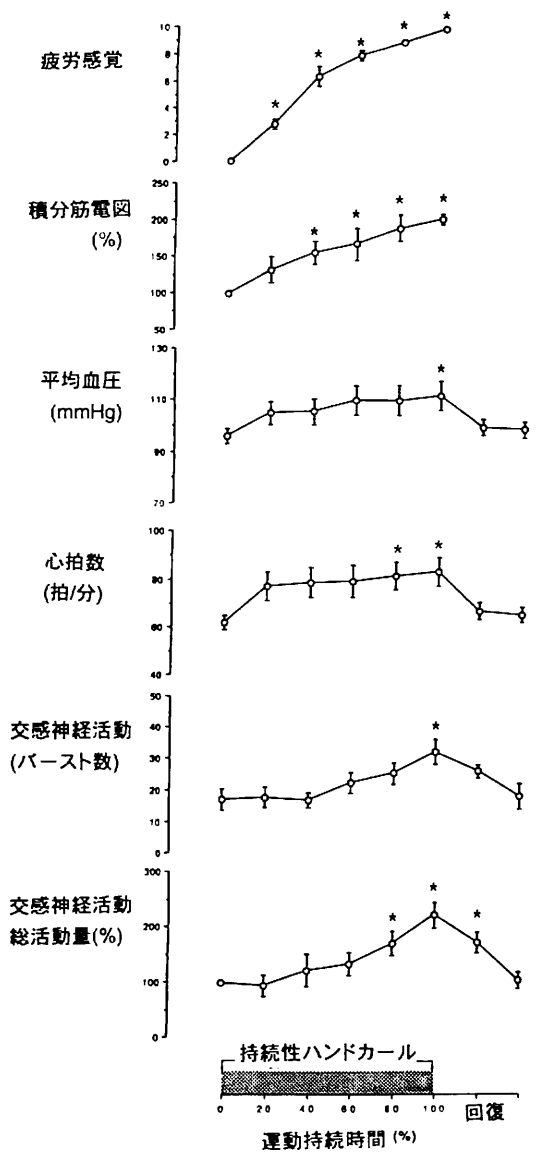 疲労感覚
10
8
6
4
2
0
* * * * *
積分筋電図
(%)
250
200
150
100
50
* * * *
平均血圧
(mmHg)
130
110
90
70
*
心拍数
(拍/分)
100
80
60
40
* *
交感神経活動
(バースト数)
50
40
30
20
10
0
*
交感神経活動
総活動量(%)
300
200
100
0
* * *
持続性ハンドカール
0 20 40 60 80 100 回復
運動持続時間 (%)